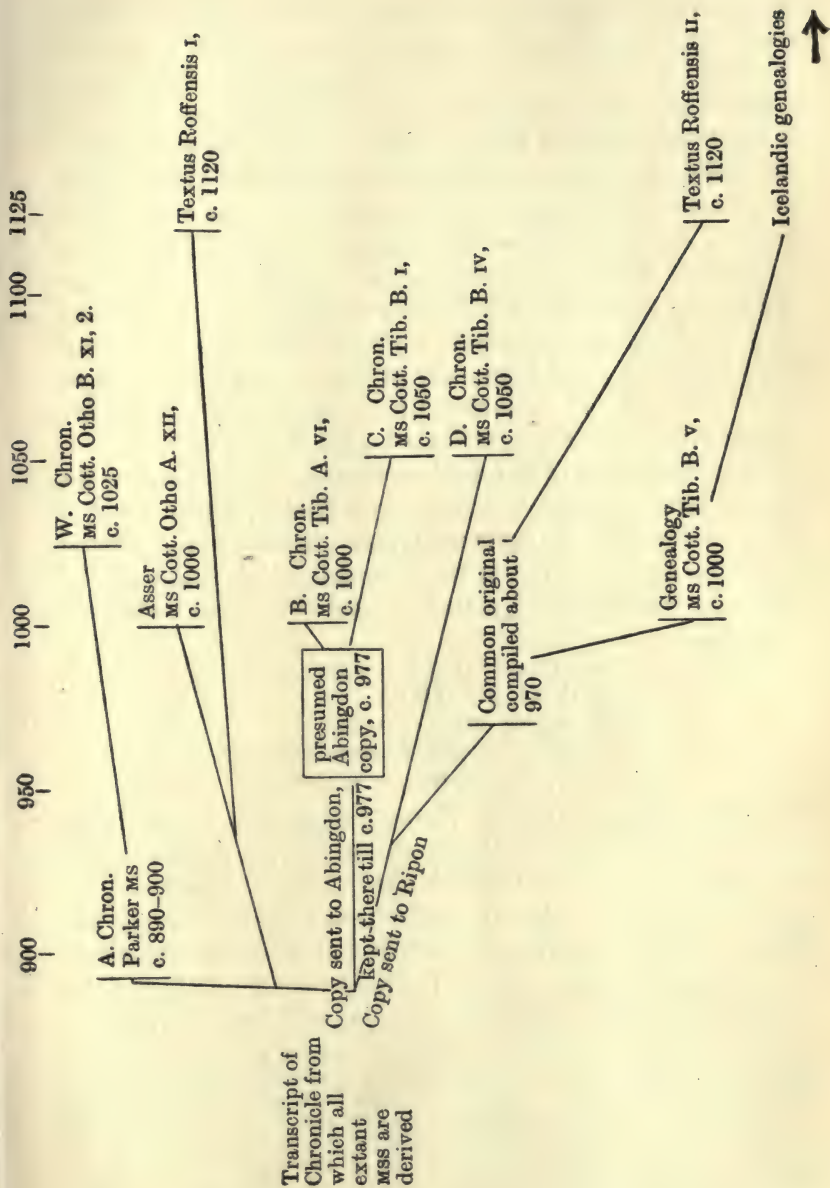 900
950
1000
1050
1100
1125
A. Chron.
Parker MS
c. 890–900
W. Chron.
MS Cott. Otho B. XI, 2.
c. 1025
Asser
MS Cott. Otho A. XII,
c. 1000
Textus Roffensis I,
c. 1120
Transcript of
Chronicle from
which all
extant
MSS are
derived
Copy sent to Abingdon,
kept there till c. 977
Copy sent to Ripon
presumed
Abingdon
copy, c. 977
B. Chron.
MS Cott. Tib. A. VI,
c. 1000
C. Chron.
MS Cott. Tib. B. I,
c. 1050
D. Chron.
MS Cott. Tib. B. IV,
c. 1050
Common original
compiled about
970
Textus Roffensis II,
c. 1120
Genealogy
MS Cott. Tib. B. V,
c. 1000
Icelandic genealogies